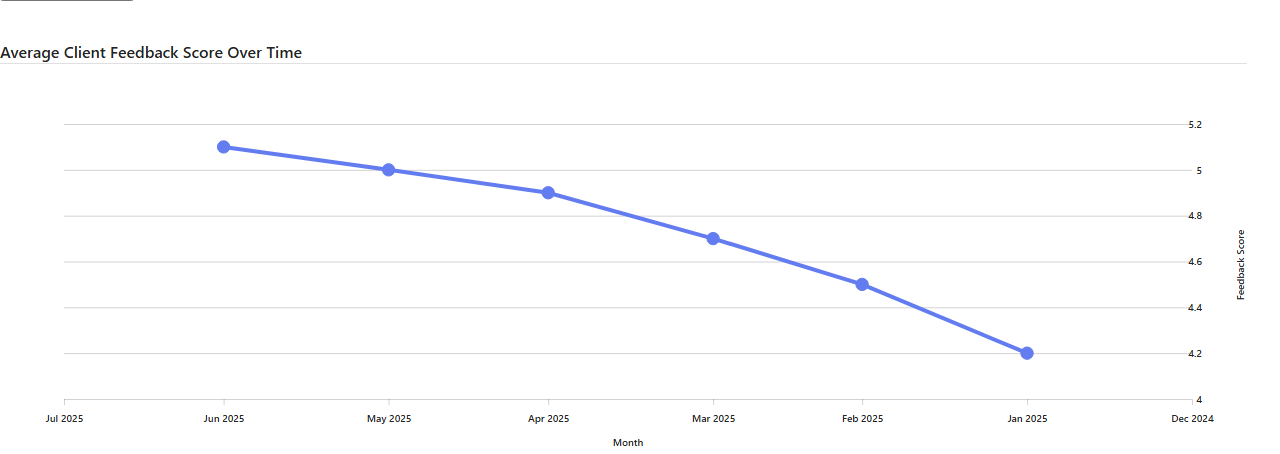 Average Client Feedback Score Over Time
5.2
5
4.8
4.6
4.4
4.2
4
Feedback Score
Jul 2025 Jun 2025 May 2025 Apr 2025 Mar 2025 Feb 2025 Jan 2025 Dec 2024
Month